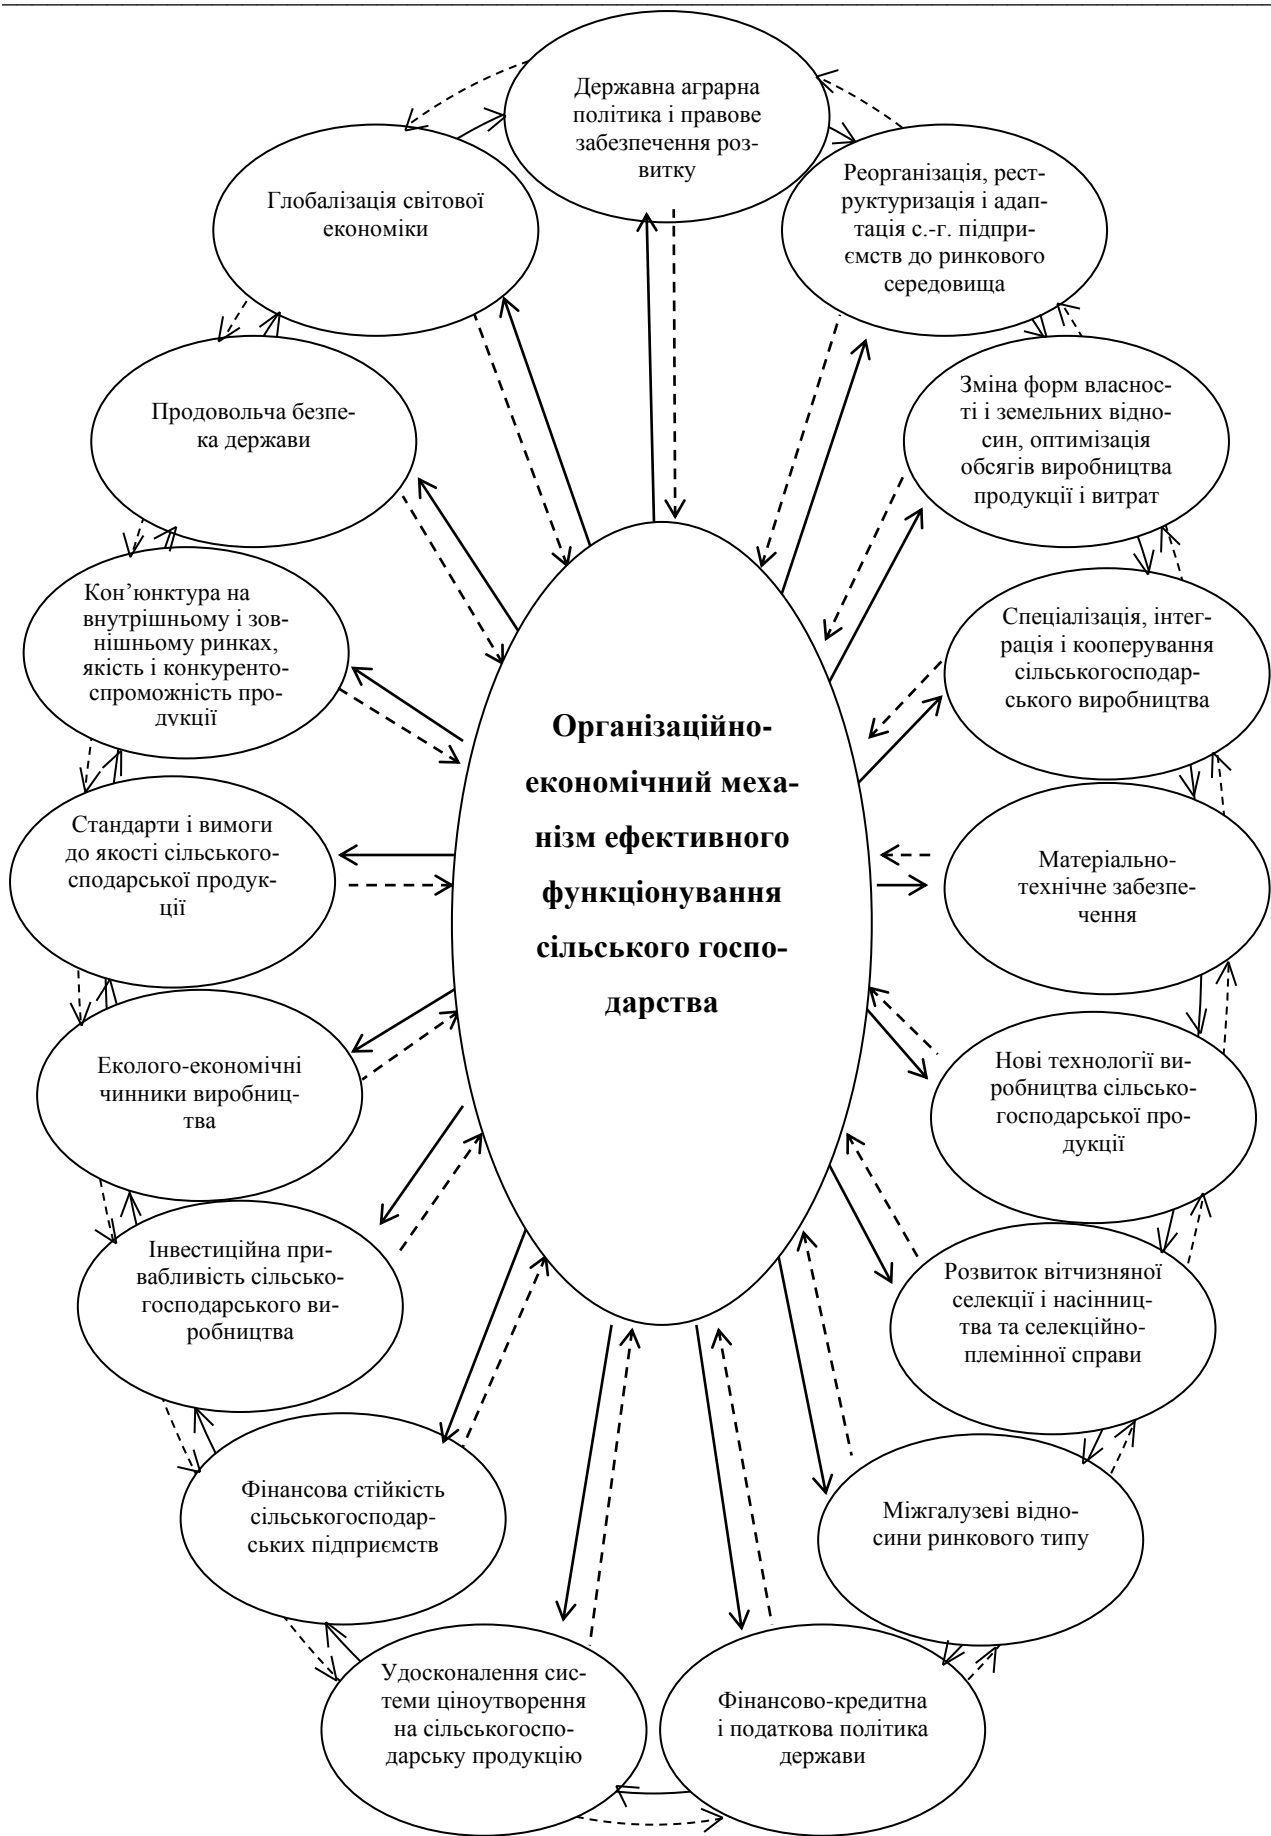 Державна аграрна
політика і правове
забезпечення роз-
витку
Реорганізація, рест-
руктуризація і адап-
тація с.-г. підпри-
ємств до ринкового
середовища
Глобалізація світової
економіки
Зміна форм власнос-
ті і земельних відно-
син, оптимізація
обсягів виробництва
продукції і витрат
Продовольча безпе-
ка держави
Спеціалізація, інтег-
рація і кооперування
сільськогосподар-
ського виробництва
Кон’юнктура на
внутрішньому і зов-
нішньому ринках,
якість і конкуренто-
спроможність про-
дукції
Організаційно-
економічний меха-
нізм ефективного
функціонування
сільського госпо-
дарства
Стандарти і вимоги
до якості сільського-
сподарської продук-
ції
Матеріально-
технічне забезпе-
чення
Еколого-економічні
чинники виробниц-
тва
Нові технології ви-
робництва сільсько-
господарської про-
дукції
Інвестиційна при-
вабливість сільсько-
господарського ви-
робництва
Розвиток вітчизняної
селекції і насінниц-
тва та селекційно-
племінної справи
Фінансова стійкість
сільськогосподар-
ських підприємств
Міжгалузеві відно-
сини ринкового типу
Удосконалення сис-
теми ціноутворення
на сільськогоспо-
дарську продукцію
Фінансово-кредитна
і податкова політика
держави